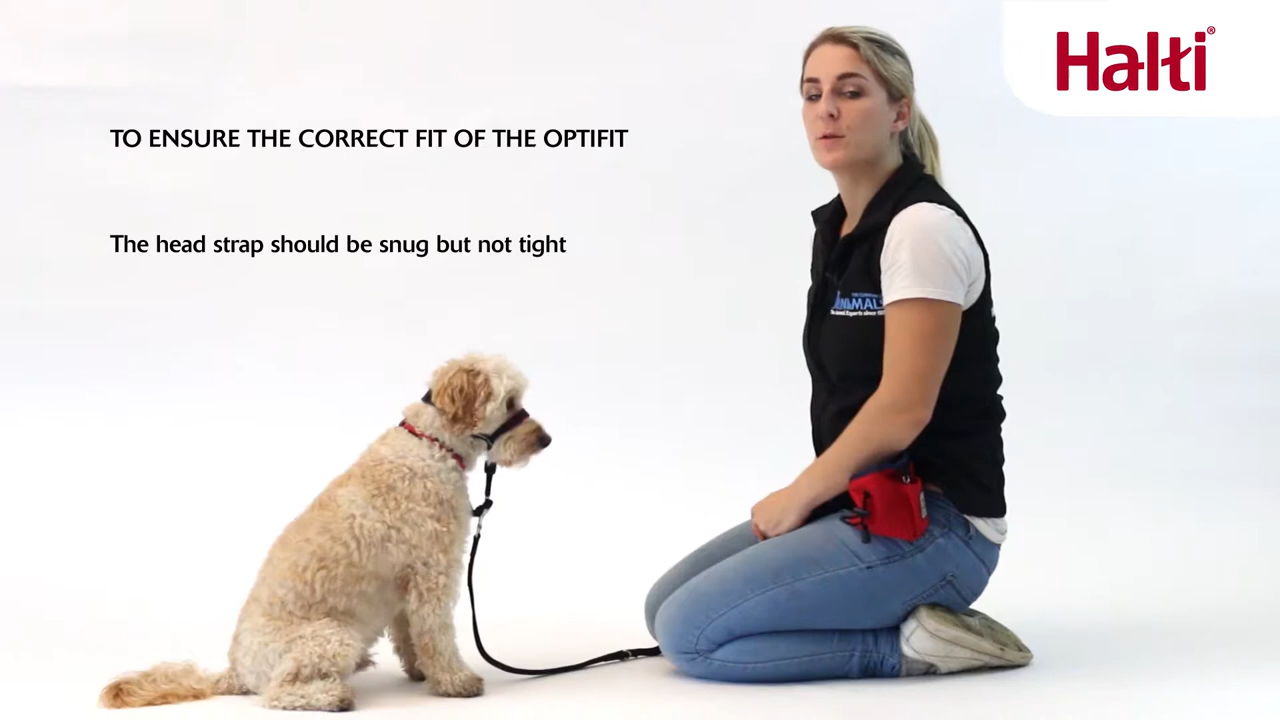 Halti®
TO ENSURE THE CORRECT FIT OF THE OPTIFIT
The head strap should be snug but not tight